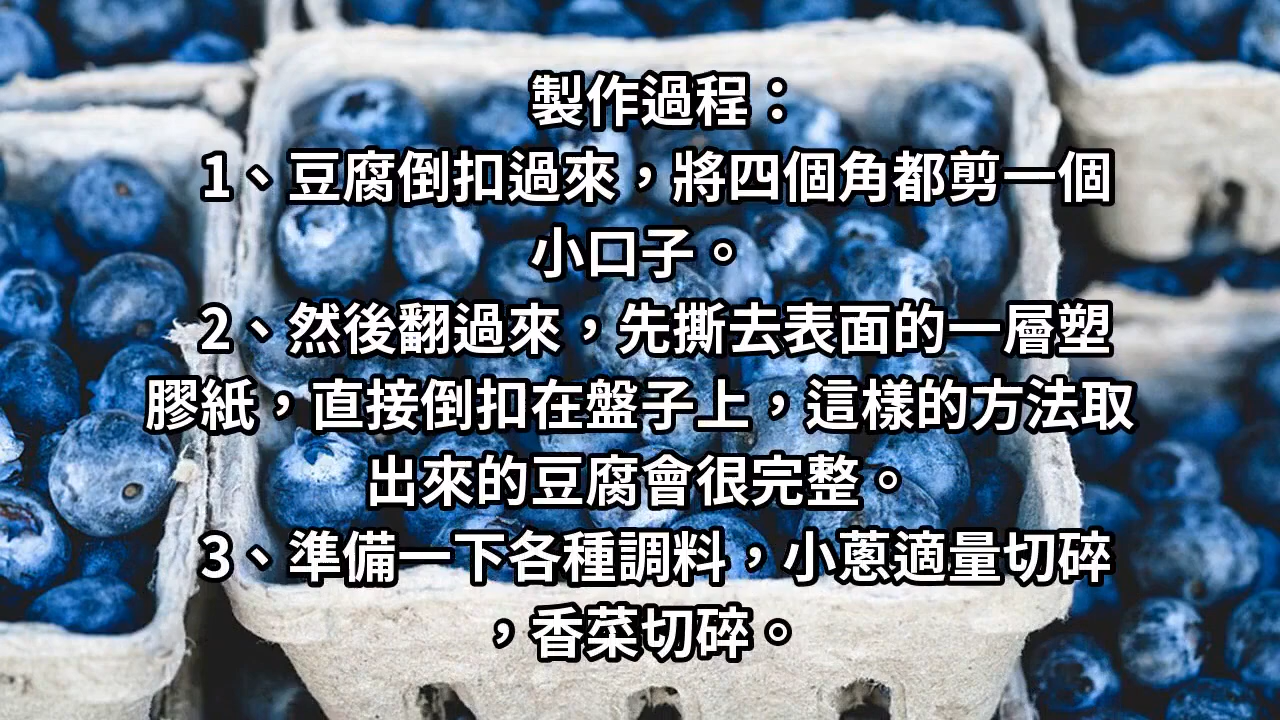 製作過程：
1、豆腐倒扣過來，將四個角都剪一個
小口子。
2、然後翻過來，先撕去表面的一層塑
膠紙，直接倒扣在盤子上，這樣的方法取
出來的豆腐會很完整。
3、準備一下各種調料，小蔥適量切碎
，香菜切碎。